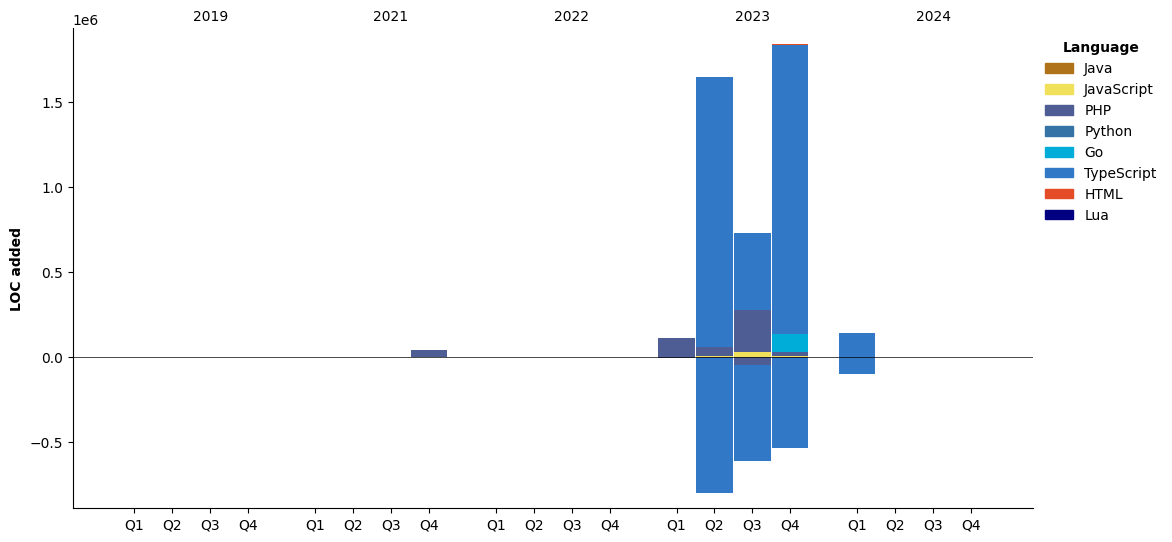 1e6
2019 2021 2022 2023 2024
Language
Java
JavaScript
PHP
Python
Go
TypeScript
HTML
Lua
LOC added
1.5
1.0
0.5
0.0
−0.5
Q1 Q2 Q3 Q4 Q1 Q2 Q3 Q4 Q1 Q2 Q3 Q4 Q1 Q2 Q3 Q4 Q1 Q2 Q3 Q4